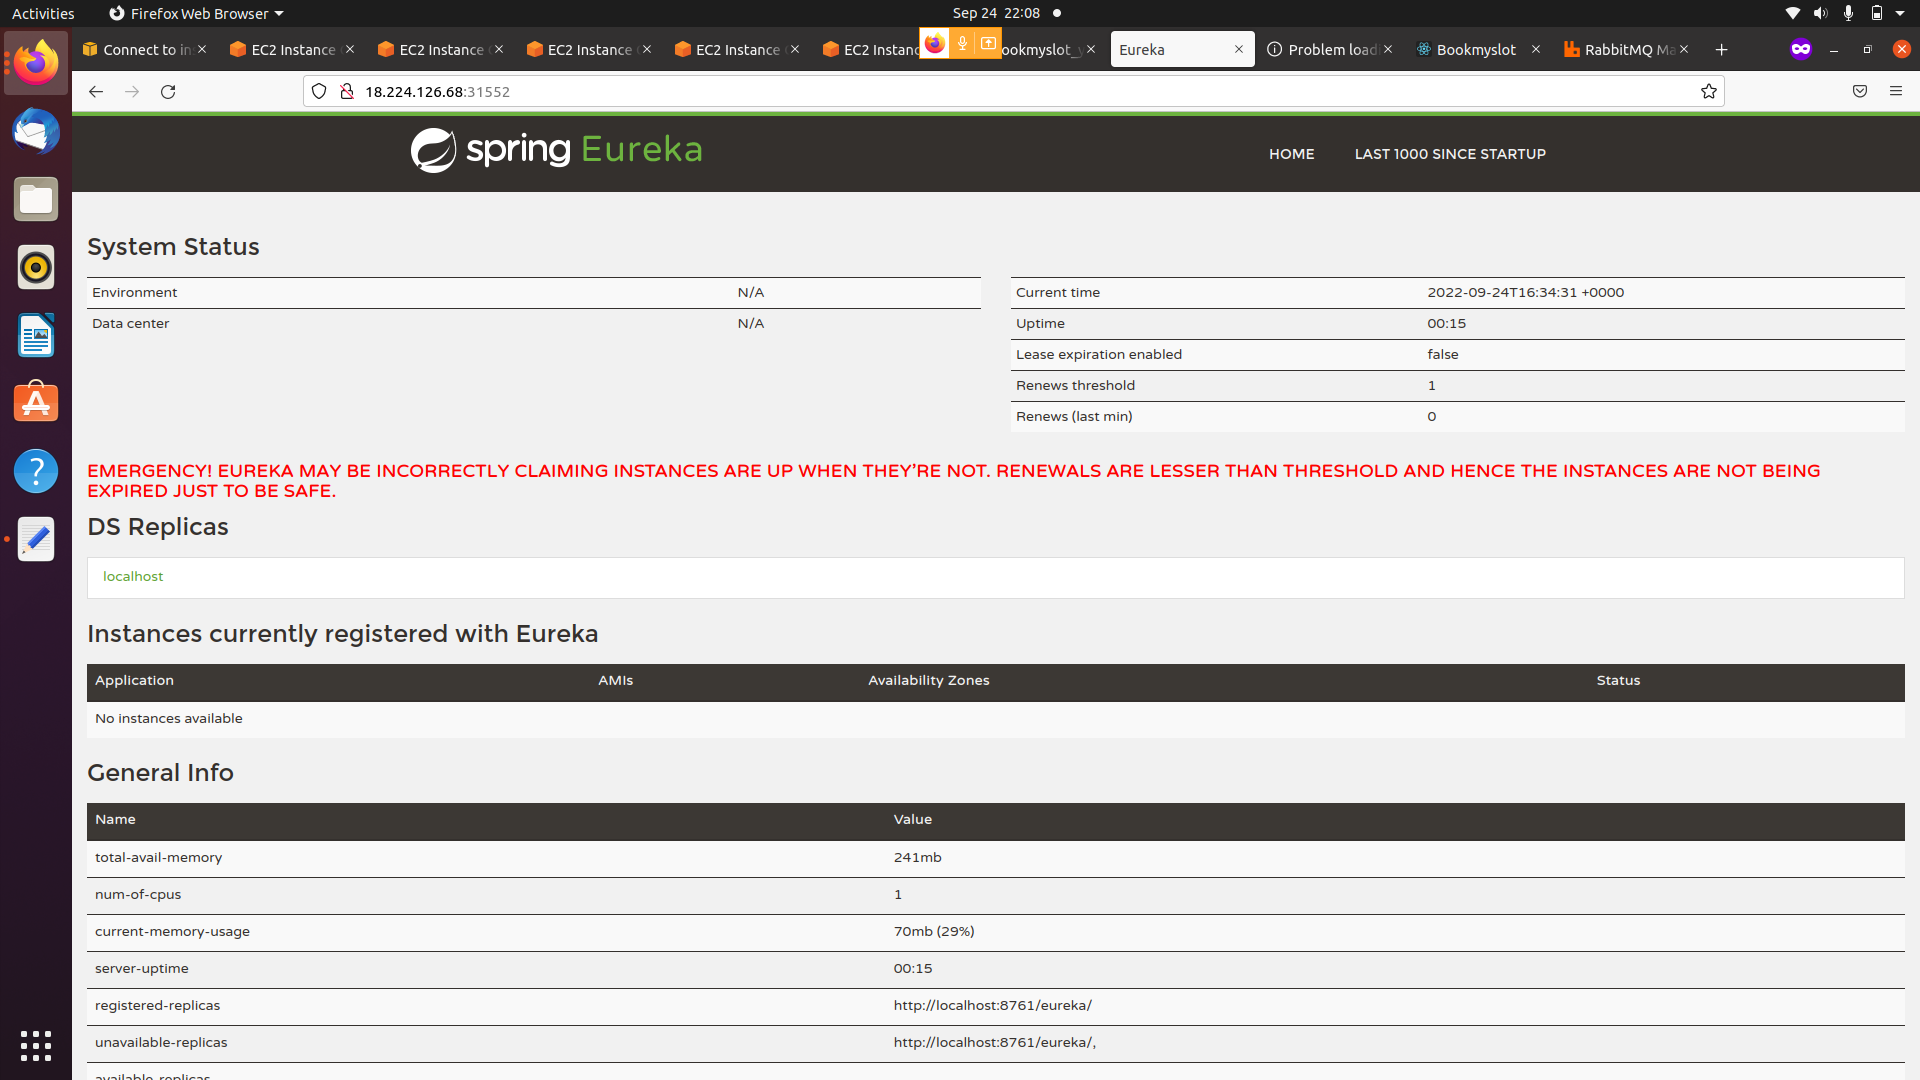 Activities Firefox Web Browser Sep 24 22:08
Connect to in EC2 Instance EC2 Instance EC2 Instance EC2 Instance EC2 Instanc ookmyslot_ Eureka Problem load Bookmyslot RabbitMQ Ma
18.224.126.68:31552
spring Eureka HOME LAST 1000 SINCE STARTUP
System Status
Environment N/A
Data center N/A
Current time 2022-09-24T16:34:31 +0000
Uptime 00:15
Lease expiration enabled false
Renews threshold 1
Renews (last min) 0
EMERGENCY! EUREKA MAY BE INCORRECTLY CLAIMING INSTANCES ARE UP WHEN THEY'RE NOT. RENEWALS ARE LESSER THAN THRESHOLD AND HENCE THE INSTANCES ARE NOT BEING
EXPIRED JUST TO BE SAFE.
DS Replicas
localhost
Instances currently registered with Eureka
Application AMIs Availability Zones Status
No instances available
General Info
Name Value
total-avail-memory 241mb
num-of-cpus 1
current-memory-usage 70mb (29%)
server-uptime 00:15
registered-replicas http://localhost:8761/eureka/
unavailable-replicas http://localhost:8761/eureka/,
available-replicas